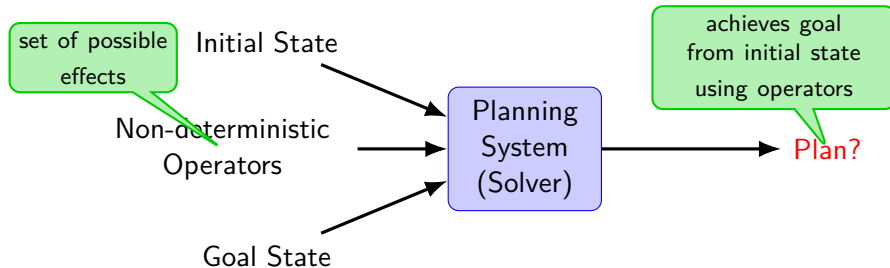 set of possible
effects
Initial State
Non-deterministic
Operators
Goal State
Planning
System
(Solver)
achieves goal
from initial state
using operators
Plan?